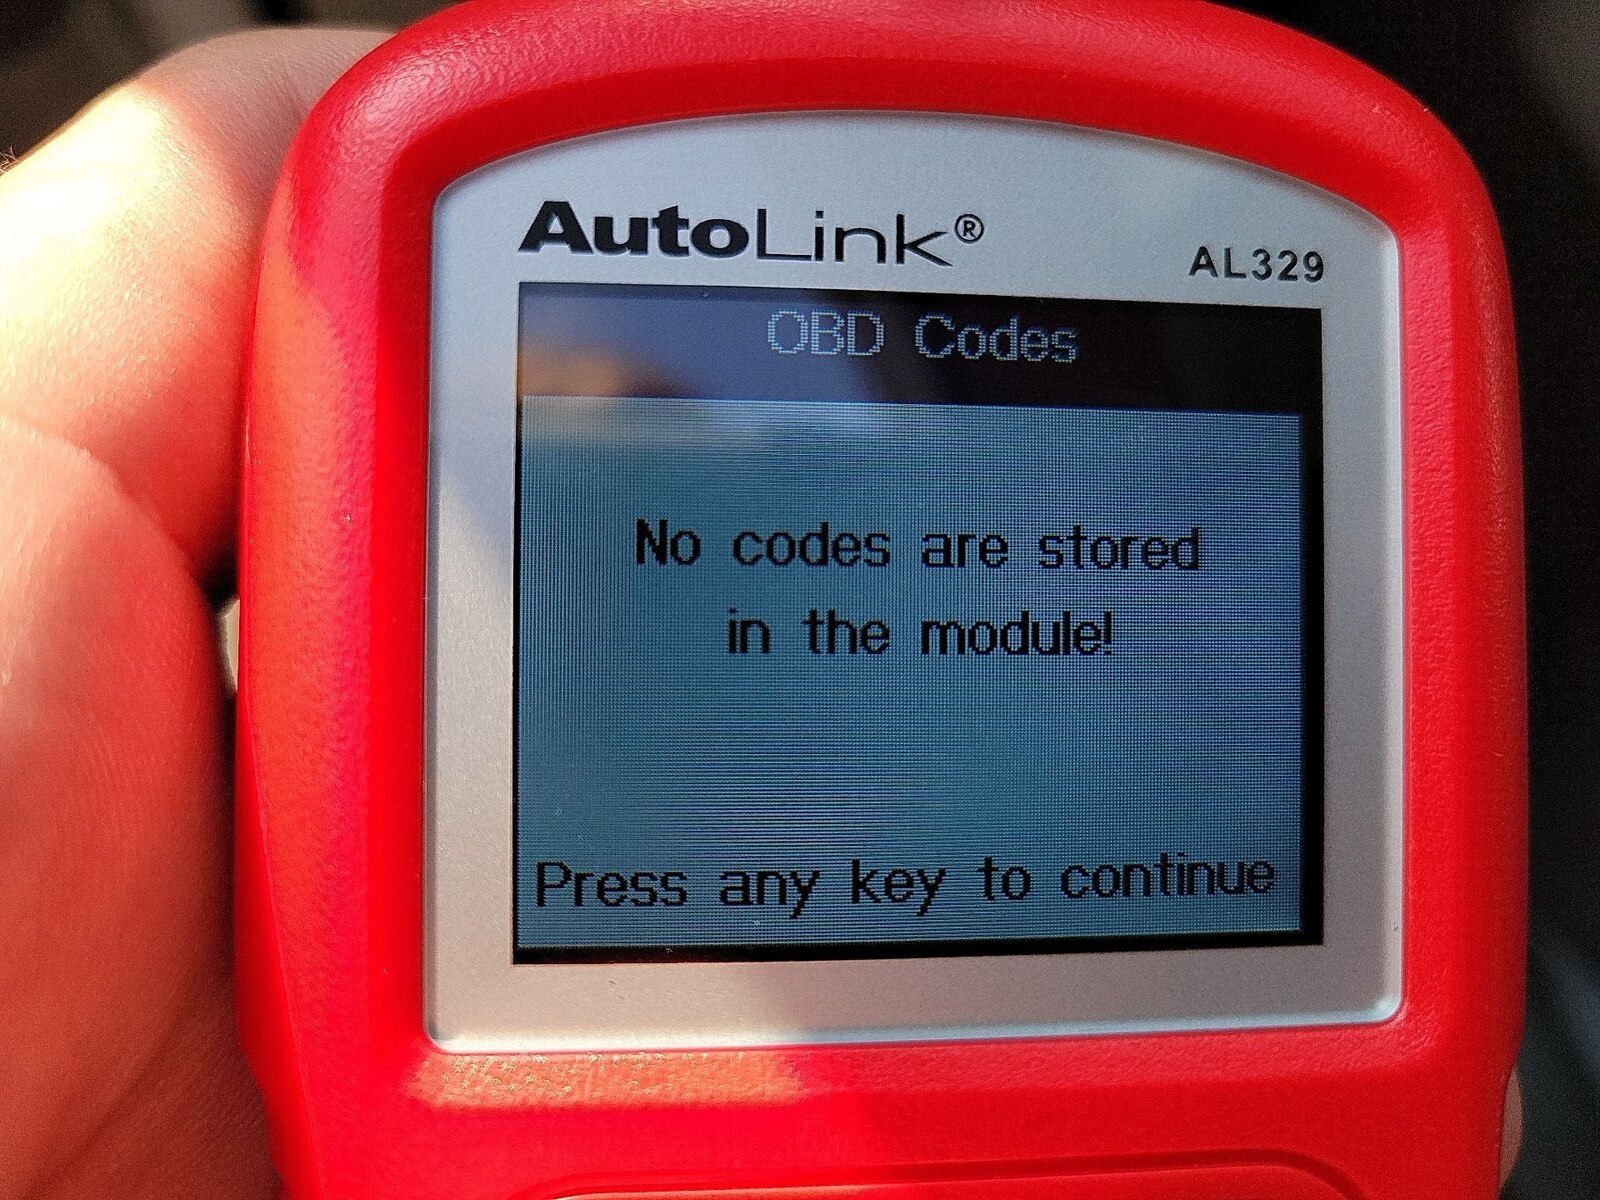 AutoLink®
AL329
OBD Codes
No codes are stored
in the module!
Press any key to continue